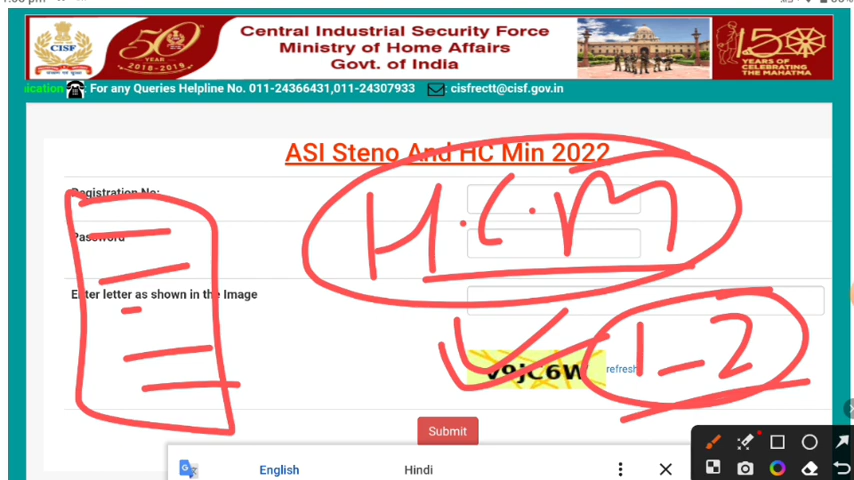 CISF
50
YEAR
2018-2019
Central Industrial Security Force
Ministry of Home Affairs
Govt. of India
150
YEARS OF
CELEBRATING
THE MAHATMA
ication For any Queries Helpline No. 011-24366431,011-24307933 cisfrectt@cisf.gov.in
ASI Steno And HC Min 2022
Registration No:
H.C.M
Password
Enter letter as shown in the Image
V9JC6W refresh
1-2
Submit
English Hindi